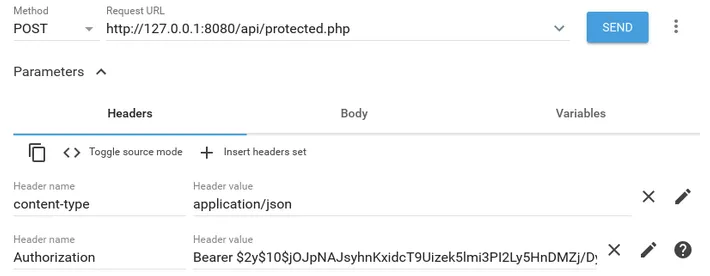 Method Request URL
POST http://127.0.0.1:8080/api/protected.php SEND
Parameters
Headers Body Variables
Toggle source mode Insert headers set
Header name Header value
content-type application/json
Header name Header value
Authorization Bearer $2y$10$jOJpNAJsyhnKxidcT9Uizek5lmi3PI2Ly5HnDMZj/Dy